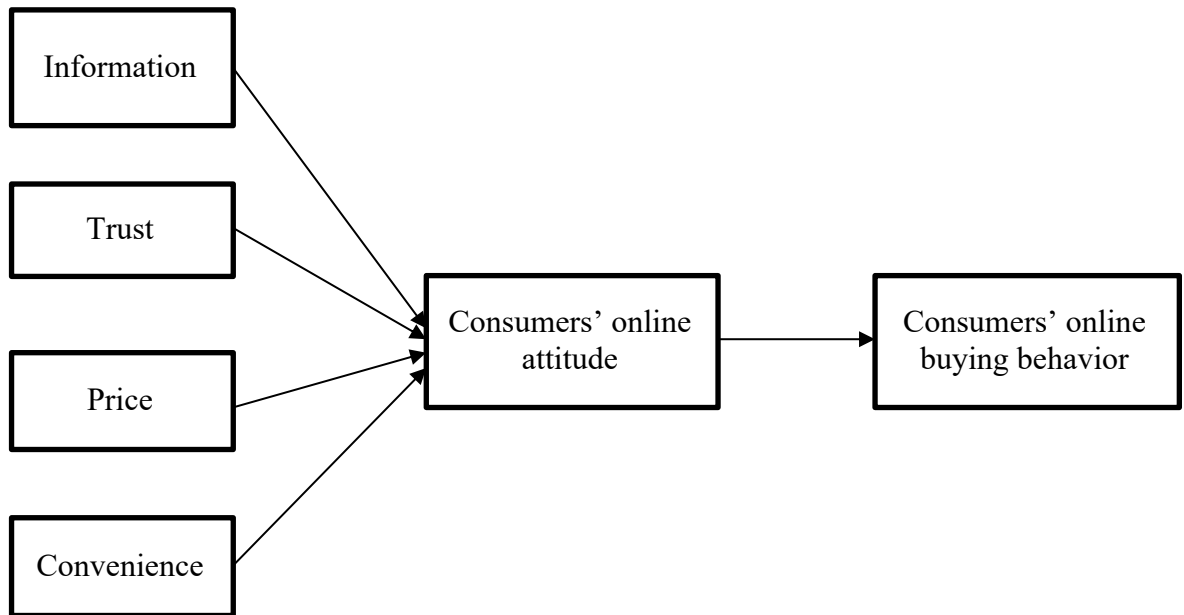 Information
Trust
Price
Convenience
Consumers’ online
attitude
Consumers’ online
buying behavior